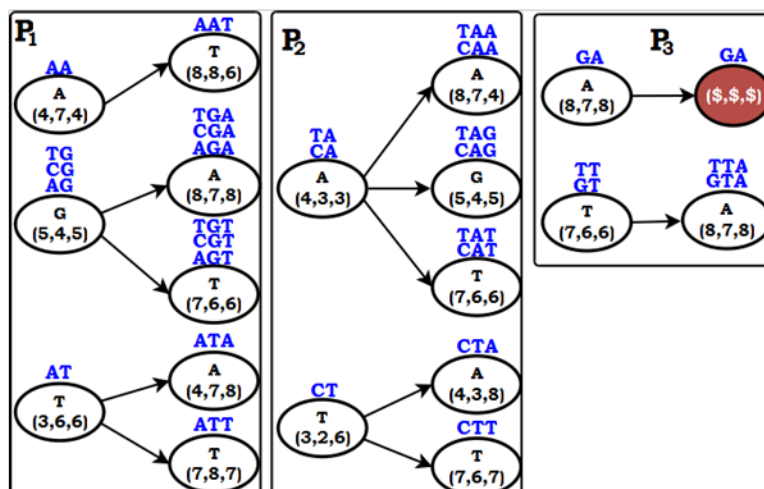 P1
AA
A
(4,7,4)
AAT
T
(8,8,6)
TG
CG
AG
G
(5,4,5)
TGA
CGA
AGA
A
(8,7,8)
TGT
CGT
AGT
T
(7,6,6)
AT
T
(3,6,6)
ATA
A
(4,7,8)
ATT
T
(7,8,7)
P2
TA
CA
A
(4,3,3)
TAA
CAA
A
(8,7,4)
TAG
CAG
G
(5,4,5)
TAT
CAT
T
(7,6,6)
CT
T
(3,2,6)
CTA
A
(4,3,8)
CTT
T
(7,6,7)
P3
GA
A
(8,7,8)
GA
($,$,$)
TT
GT
T
(7,6,6)
TTA
GTA
A
(8,7,8)